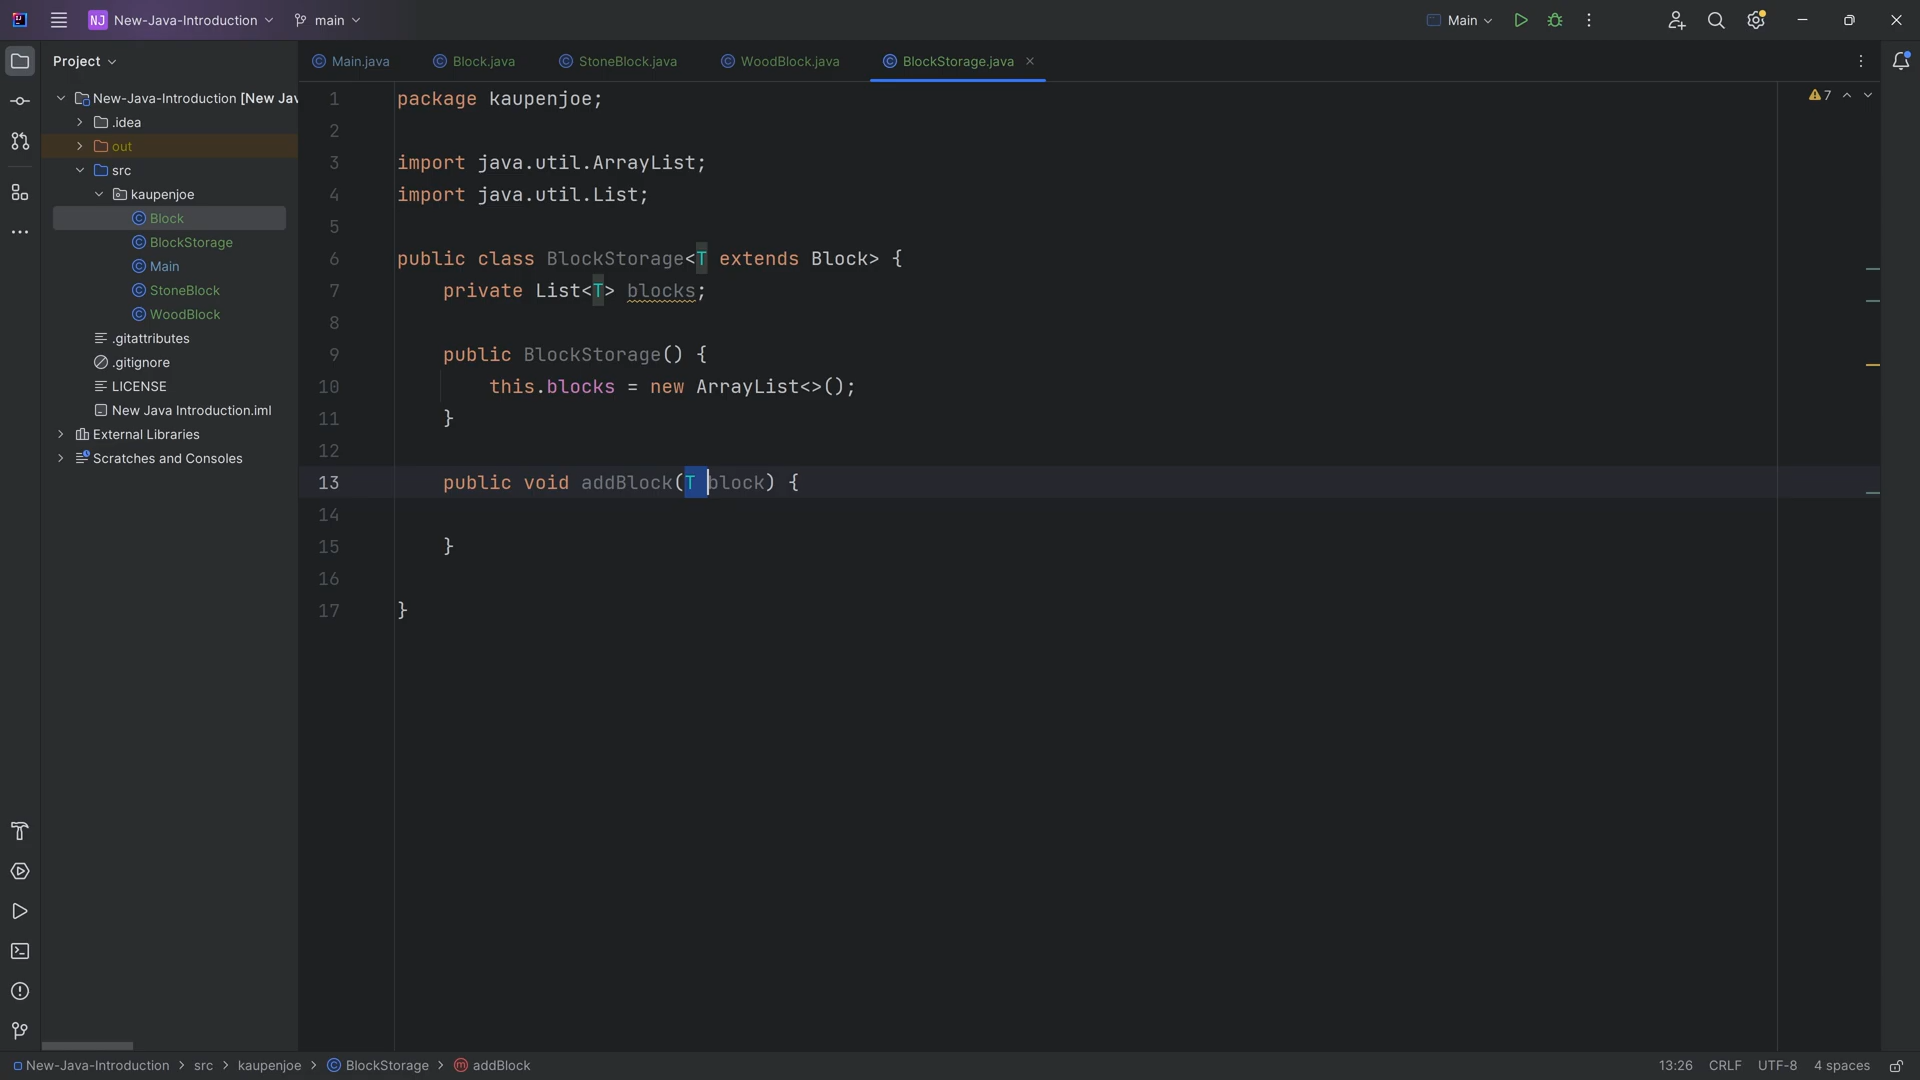 NJ New-Java-Introduction main Main
Project
Main.java Block.java StoneBlock.java WoodBlock.java BlockStorage.java
New-Java-Introduction [New Jav
.idea
out
src
kaupenjoe
Block
BlockStorage
Main
StoneBlock
WoodBlock
.gitattributes
.gitignore
LICENSE
New Java Introduction.iml
External Libraries
Scratches and Consoles
7
1 package kaupenjoe;
2
3 import java.util.ArrayList;
4 import java.util.List;
5
6 public class BlockStorage<T extends Block> {
7     private List<T> blocks;
8
9     public BlockStorage() {
10         this.blocks = new ArrayList<>();
11     }
12
13     public void addBlock(T block) {
14
15     }
16
17 }
New-Java-Introduction > src > kaupenjoe > BlockStorage > addBlock
13:26 CRLF UTF-8 4 spaces